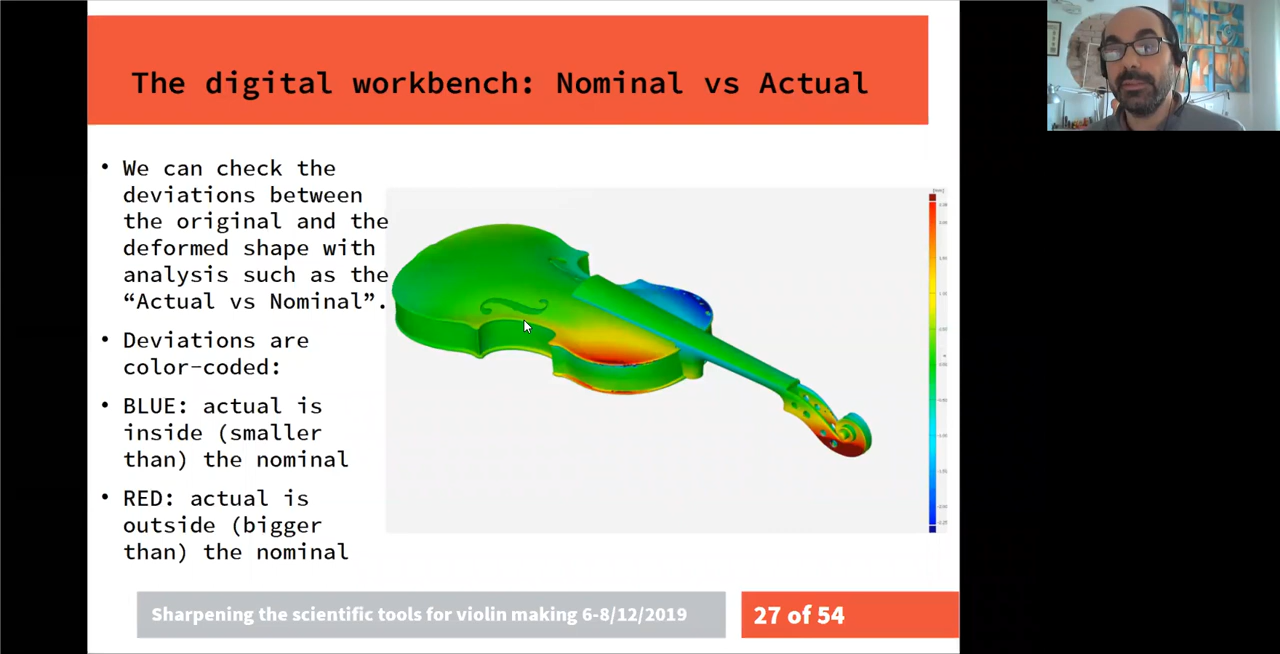 The digital workbench: Nominal vs Actual
• We can check the
deviations between
the original and the
deformed shape with
analysis such as the
“Actual vs Nominal”.
• Deviations are
color-coded:
• BLUE: actual is
inside (smaller
than) the nominal
• RED: actual is
outside (bigger
than) the nominal
Sharpening the scientific tools for violin making 6-8/12/2019
27 of 54